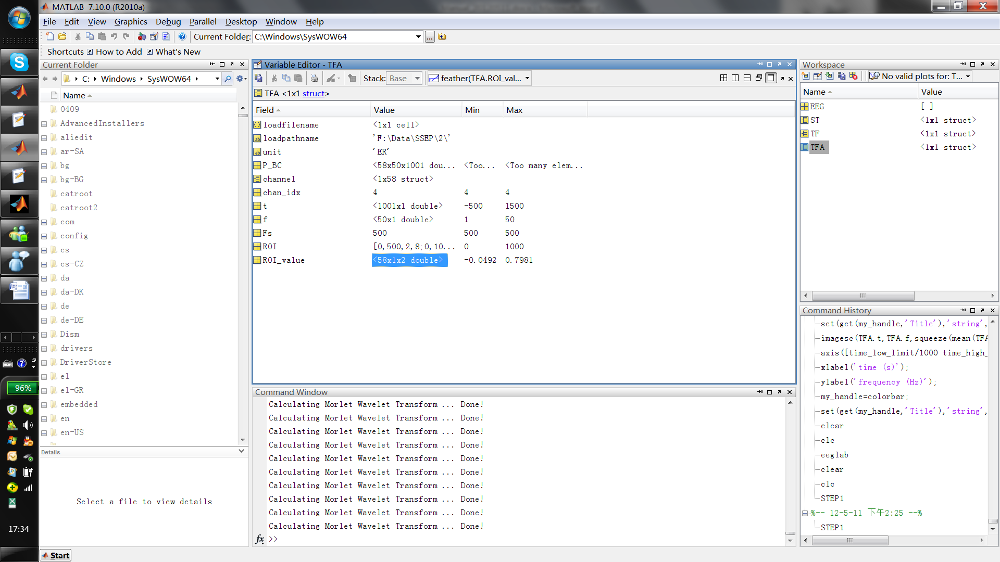 MATLAB 7.10.0 (R2010a)
File Edit View Graphics Debug Parallel Desktop Window Help
Current Folder: C:\Windows\SysWOW64
Shortcuts How to Add What's New
Current Folder
C: Windows SysWOW64
Name
0409
AdvancedInstallers
aliedit
ar-SA
bg
bg-BG
catroot
catroot2
com
config
cs
cs-CZ
da
da-DK
de
de-DE
Dism
drivers
DriverStore
el
el-GR
embedded
en
en-US
Details
Select a file to view details
Variable Editor - TFA
Stack: Base feather(TFA.ROI_val...
TFA <1x1 struct>
Field Value Min Max
loadfilename <1x1 cell>
loadpathname 'F:\Data\SSEP\2\'
unit 'ER'
P_BC <58x50x1001 dou... <Too... <Too many elem...
channel <1x58 struct>
chan_idx 4 4 4
t <1001x1 double> -500 1500
f <50x1 double> 1 50
Fs 500 500 500
ROI [0,500,2,8;0,10... 0 1000
ROI_value <58x1x2 double> -0.0492 0.7981
Command Window
Calculating Morlet Wavelet Transform ... Done!
Calculating Morlet Wavelet Transform ... Done!
Calculating Morlet Wavelet Transform ... Done!
Calculating Morlet Wavelet Transform ... Done!
Calculating Morlet Wavelet Transform ... Done!
Calculating Morlet Wavelet Transform ... Done!
Calculating Morlet Wavelet Transform ... Done!
Calculating Morlet Wavelet Transform ... Done!
Calculating Morlet Wavelet Transform ... Done!
Calculating Morlet Wavelet Transform ... Done!
fx >>
Workspace
No valid plots for: T...
Name Value
EEG [ ]
ST <1x1 struct>
TF <1x1 struct>
TFA <1x1 struct>
Command History
set(get(my_handle,'Title'),'string',
imagesc(TFA.t,TFA.f,squeeze(mean(TFA
axis([time_low_limit/1000 time_high_
xlabel('time (s)');
ylabel('frequency (Hz)');
my_handle=colorbar;
set(get(my_handle,'Title'),'string',
clear
clc
eeglab
clear
clc
STEP1
%-- 12-5-11 下午2:25 --%
STEP1
96%
17:34
Start